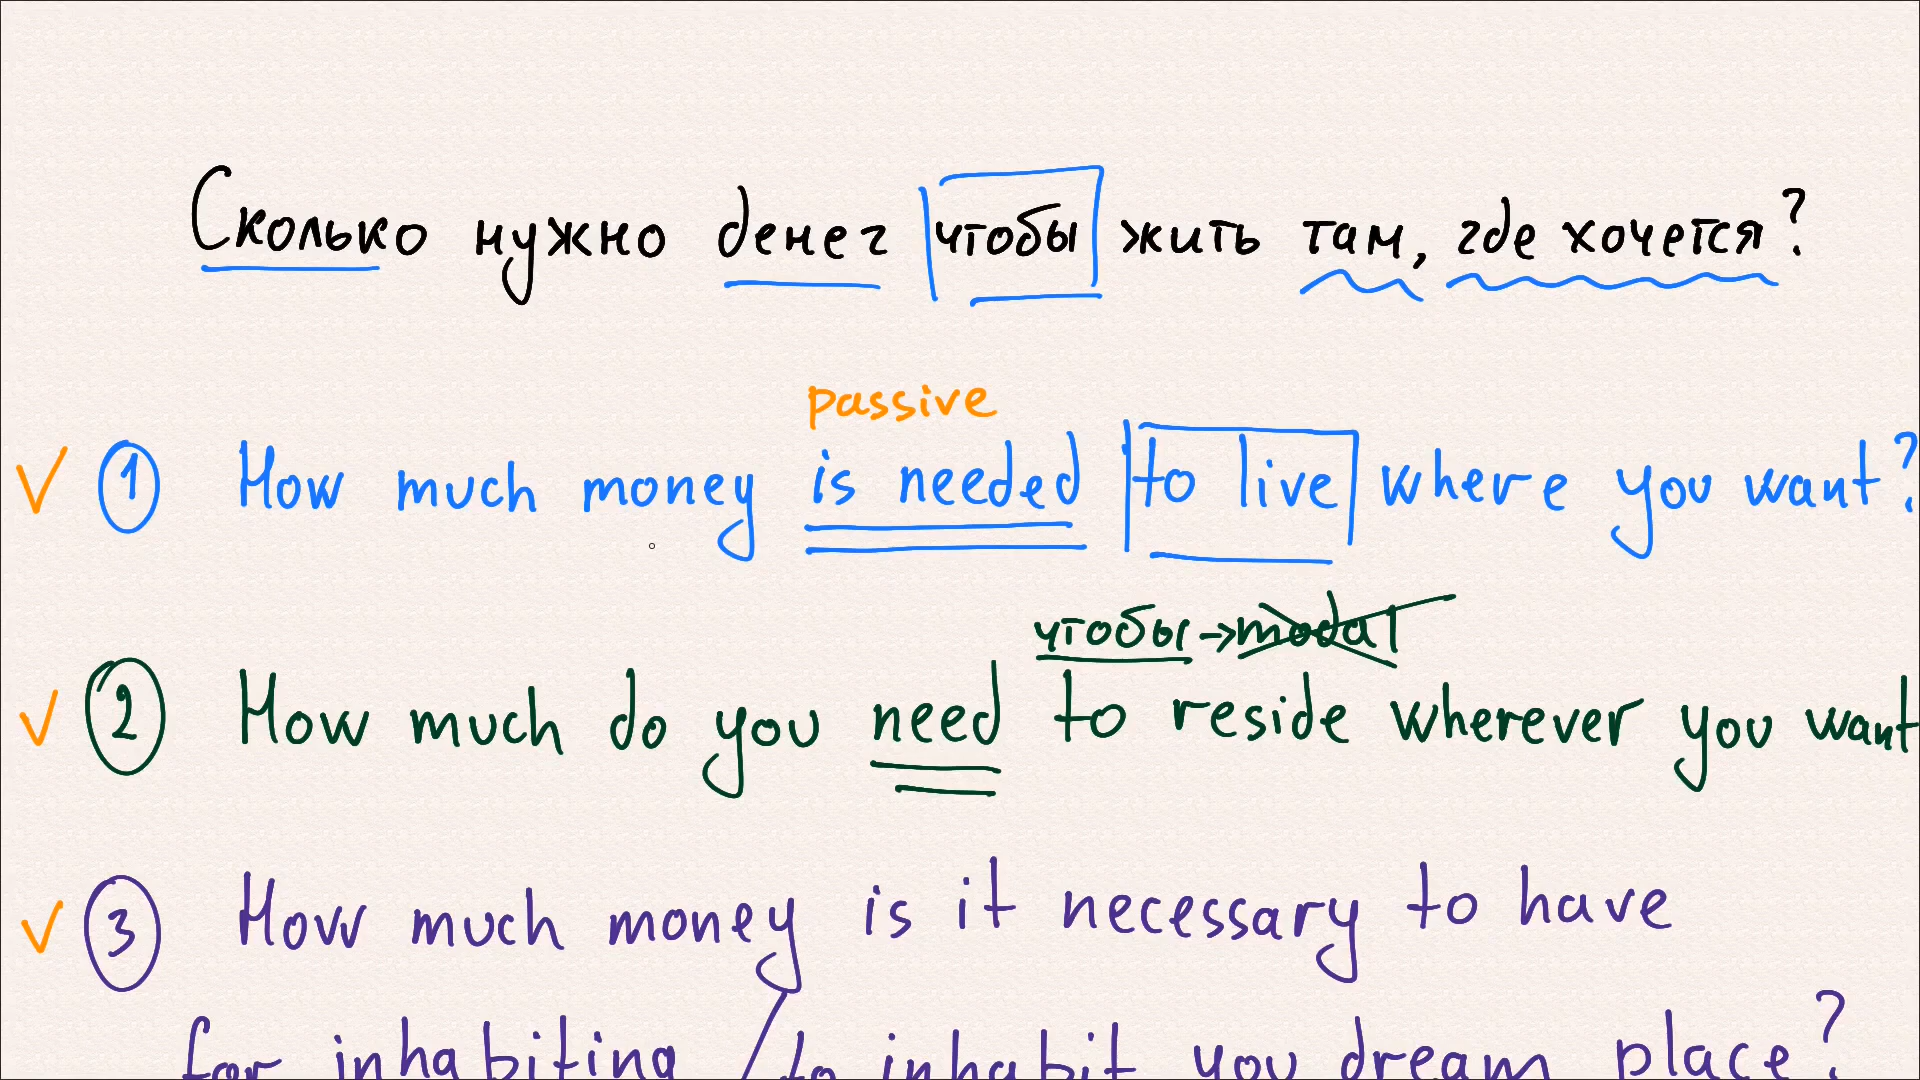 Сколько нужно денег чтобы жить там, где хочется?
passive
1 How much money is needed to live where you want?
чтобы → modal
2 How much do you need to reside wherever you want
3 How much money is it necessary to have
for inhabiting / to inhabit you dream place?